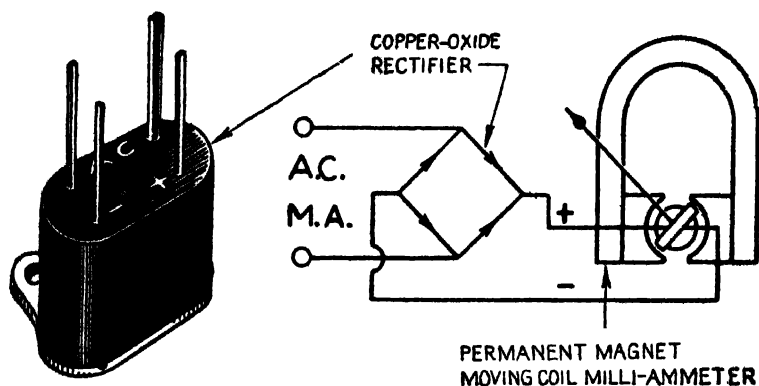 COPPER-OXIDE
RECTIFIER
A C
- +
A.C.
M.A.
+
-
PERMANENT MAGNET
MOVING COIL MILLI-AMMETER